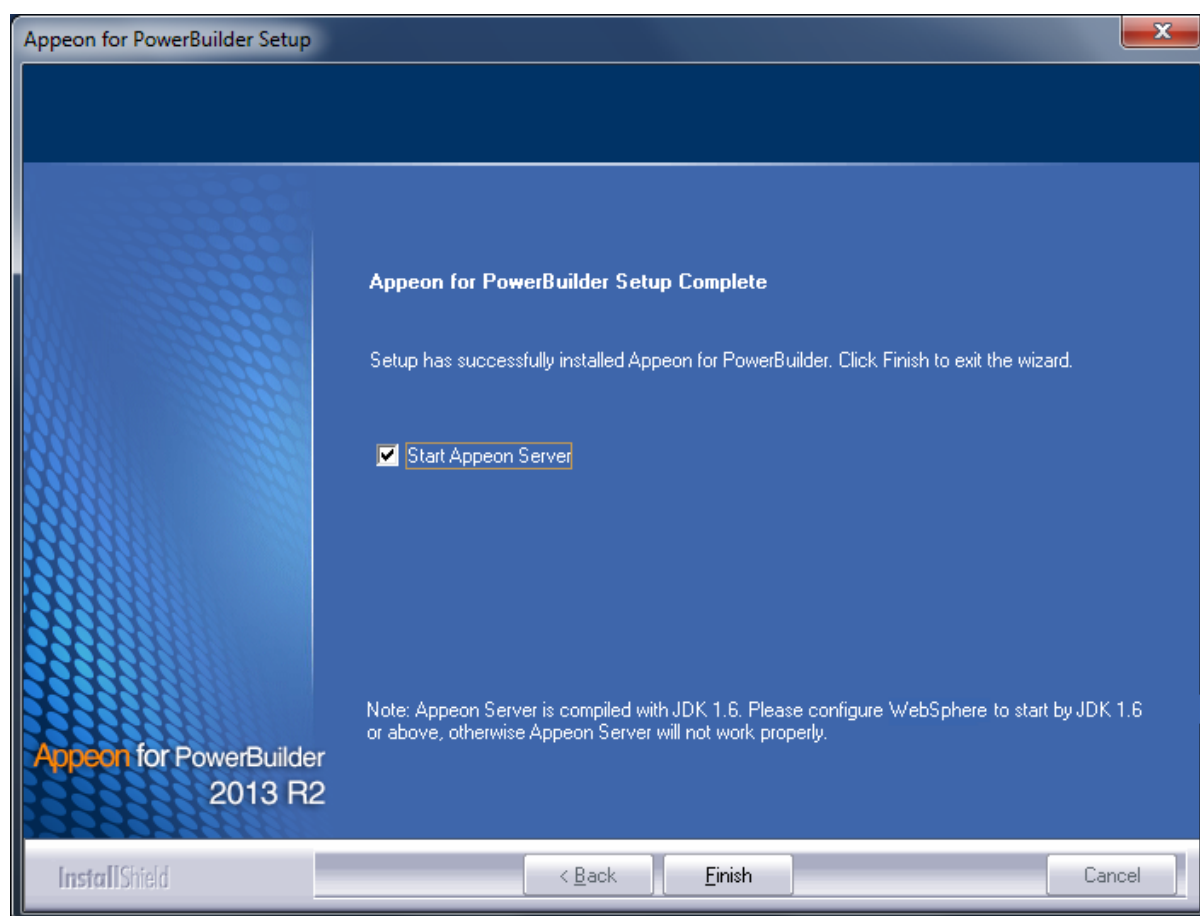 Appeon for PowerBuilder Setup
Appeon for PowerBuilder Setup Complete
Setup has successfully installed Appeon for PowerBuilder. Click Finish to exit the wizard.
Start Appeon Server
Note: Appeon Server is compiled with JDK 1.6. Please configure WebSphere to start by JDK 1.6
or above, otherwise Appeon Server will not work properly.
Appeon for PowerBuilder
2013 R2
InstallShield
< Back
Finish
Cancel